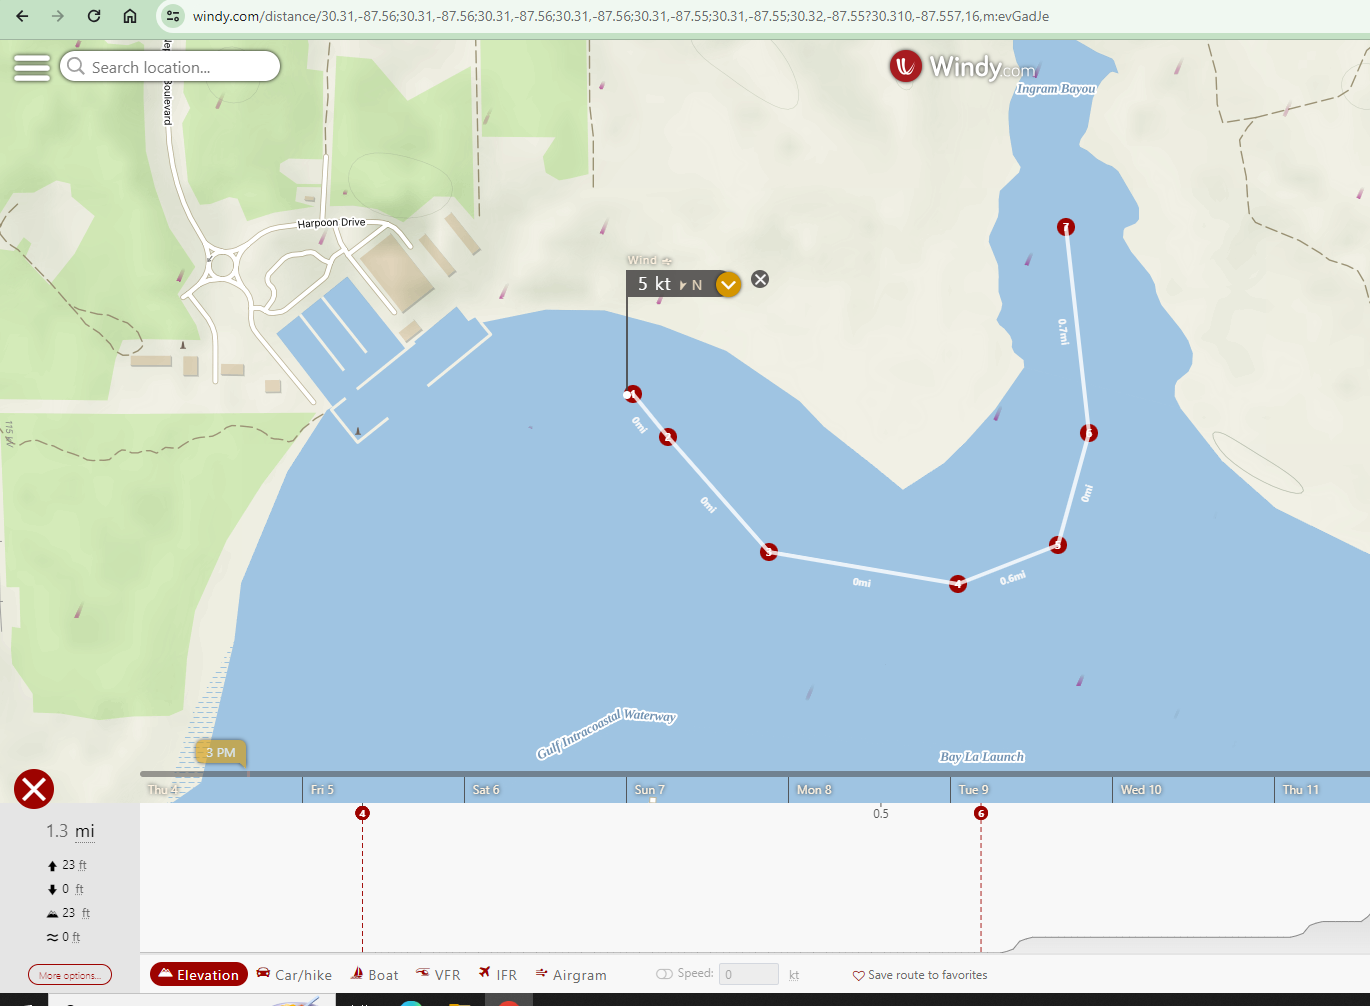 windy.com/distance/30.31,-87.56;30.31,-87.56;30.31,-87.56;30.31,-87.56;30.31,-87.55;30.31,-87.55;30.32,-87.55?30.310,-87.557,16,m:evGadJe
Search location...
Windy.com
Ingram Bayou
Boulevard
Harpoon Drive
Wind
5 kt N
7
0.7mi
1
0mi
2
0mi
3
0mi
4
0.6mi
5
0mi
6
115 kV
Gulf Intracoastal Waterway
Bay La Launch
3 PM
Thu 4 Fri 5 Sat 6 Sun 7 Mon 8 Tue 9 Wed 10 Thu 11
4 0.5 6
1.3 mi
23 ft
0 ft
23 ft
0 ft
More options...
Elevation Car/hike Boat VFR IFR Airgram Speed: 0 kt Save route to favorites